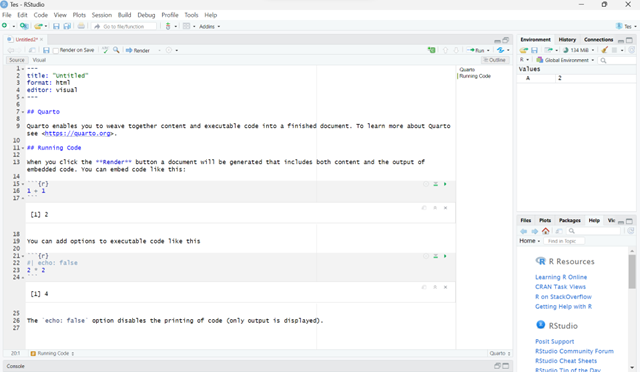 Tes - RStudio
File Edit Code View Plots Session Build Debug Profile Tools Help
Go to file/function
Addins
Tes
Untitled2*
Render on Save
Render
Run
Source Visual
Outline
1 ---
2 title: "Untitled"
3 format: html
4 editor: visual
5 ---
6
7 ## Quarto
8
9 Quarto enables you to weave together content and executable code into a finished document. To learn more about Quarto
see <https://quarto.org>.
10
11 ## Running Code
12
13 When you click the **Render** button a document will be generated that includes both content and the output of
embedded code. You can embed code like this:
14
15 ```{r}
16 1 + 1
17 ```
[1] 2
18
19 You can add options to executable code like this
20
21 ```{r}
22 #| echo: false
23 2 * 2
24 ```
[1] 4
25
26 The `echo: false` option disables the printing of code (only output is displayed).
27
Quarto
Running Code
20:1
Running Code
Quarto
Console
Environment History Connections
134 MiB
R
Global Environment
Values
A 2
Files Plots Packages Help
Home
Find in Topic
R Resources
Learning R Online
CRAN Task Views
R on StackOverflow
Getting Help with R
RStudio
Posit Support
RStudio Community Forum
RStudio Cheat Sheets
RStudio Tip of the Day